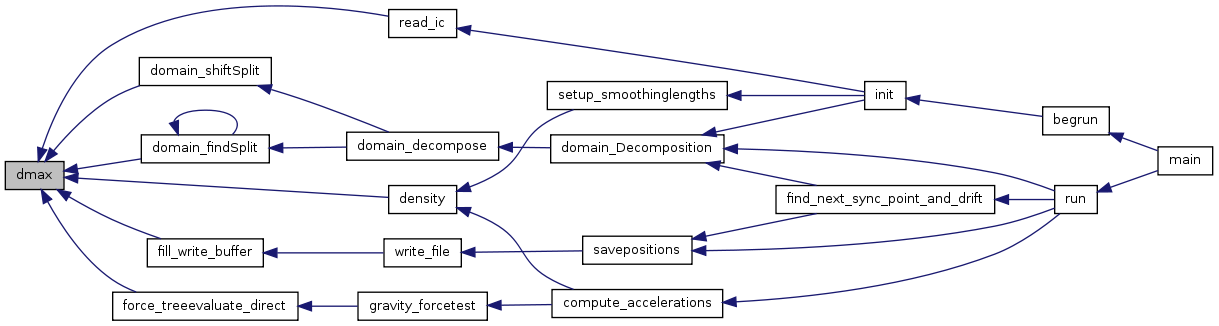 read_ic
domain_shiftSplit
setup_smoothinglengths
init
begrun
domain_findSplit
domain_decompose
domain_Decomposition
main
dmax
density
find_next_sync_point_and_drift
run
fill_write_buffer
write_file
savepositions
force_treeevaluate_direct
gravity_forcetest
compute_accelerations